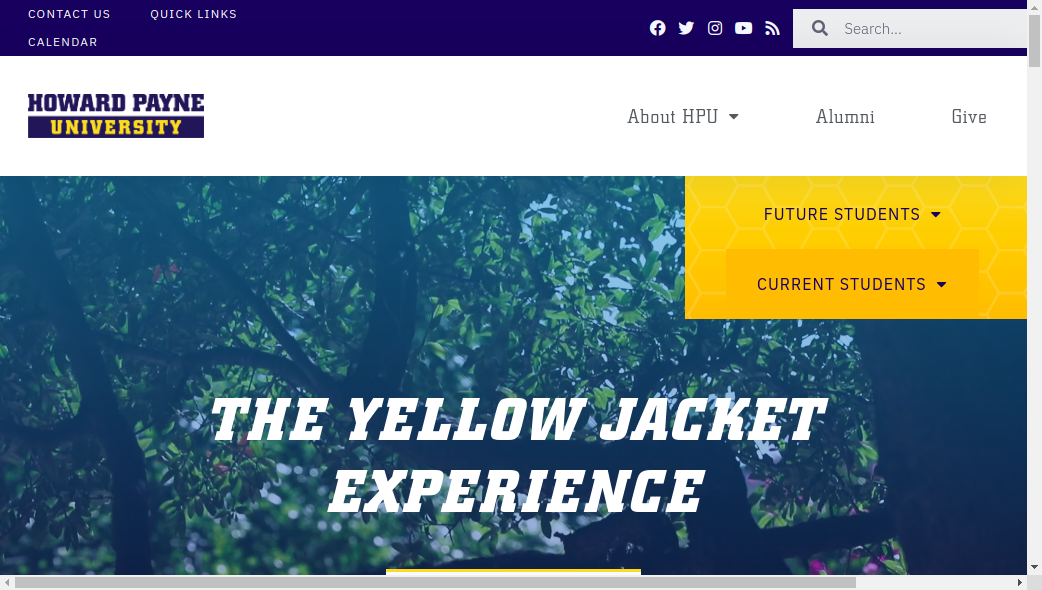 CONTACT US
QUICK LINKS
CALENDAR
Search...
HOWARD PAYNE
UNIVERSITY
About HPU
Alumni
Give
FUTURE STUDENTS
CURRENT STUDENTS
THE YELLOW JACKET
EXPERIENCE